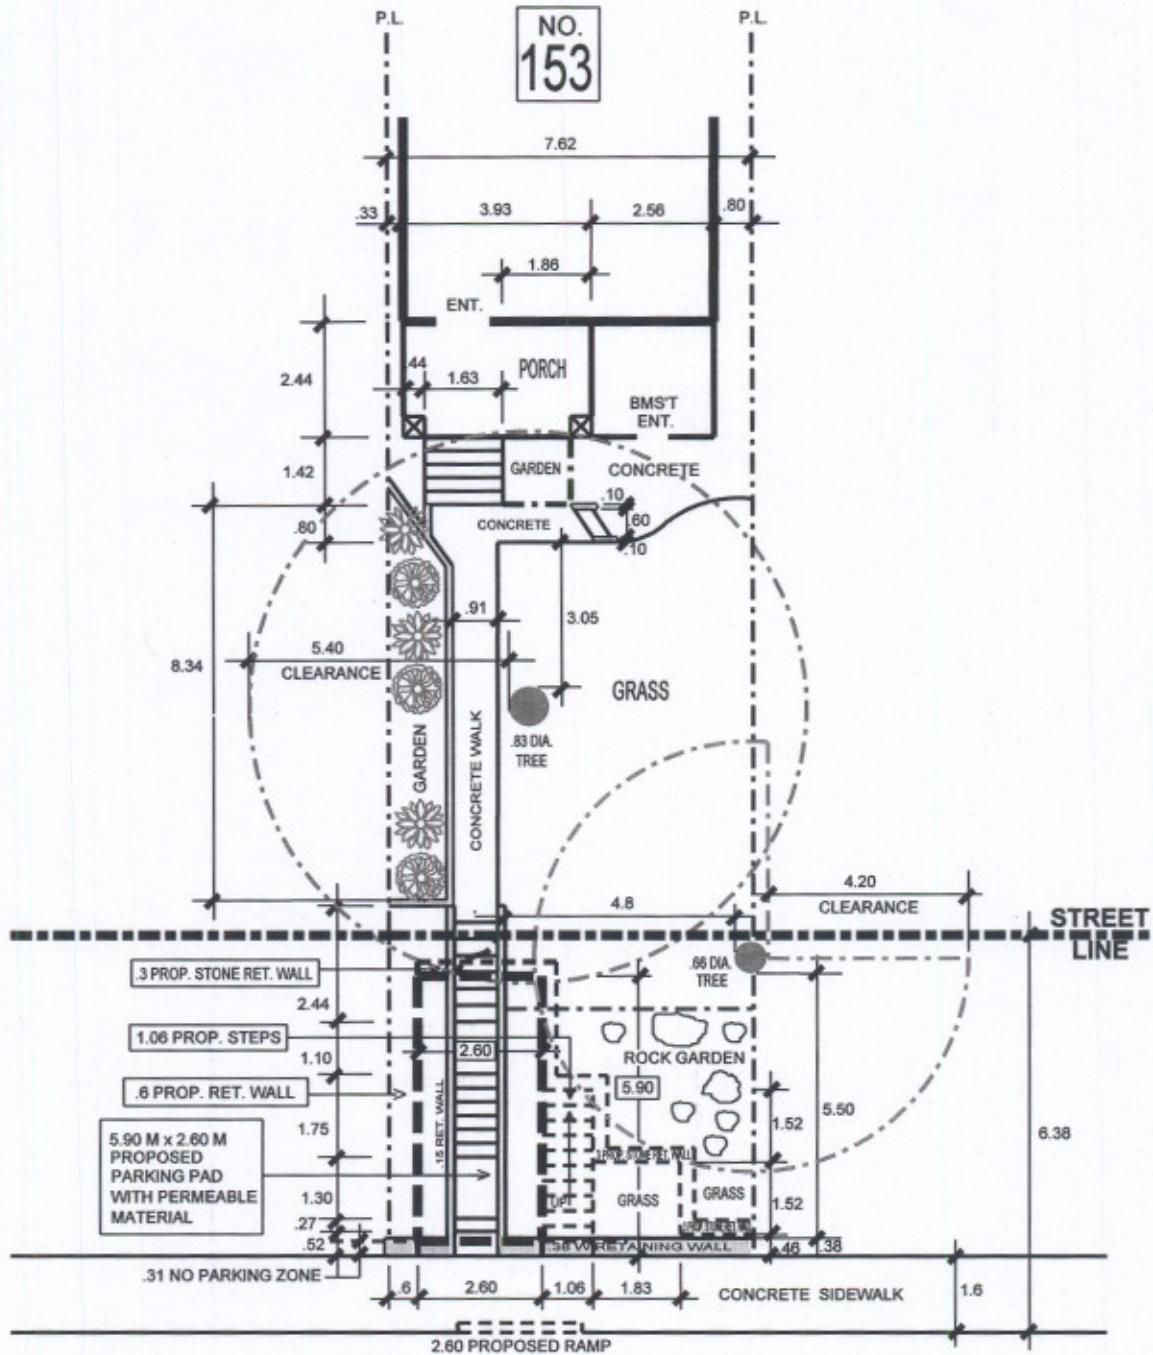 P.L.
NO.
153
P.L.
7.62
.33
3.93
2.56
.80
1.86
ENT.
2.44
.44
1.63
PORCH
BMS'T
ENT.
1.42
GARDEN
CONCRETE
.80
CONCRETE
.10
.60
.10
.91
3.05
8.34
5.40
CLEARANCE
GRASS
GARDEN
CONCRETE WALK
.83 DIA.
TREE
4.20
CLEARANCE
4.8
STREET
LINE
.3 PROP. STONE RET. WALL
.66 DIA.
TREE
2.44
1.06 PROP. STEPS
1.10
2.60
ROCK GARDEN
.6 PROP. RET. WALL
.15 RET. WALL
5.90
1.52
5.50
6.38
5.90 M x 2.60 M
PROPOSED
PARKING PAD
WITH PERMEABLE
MATERIAL
1.75
1.30
.27
.52
GRASS
GRASS
1.52
.38 W RETAINING WALL
.46
.38
.31 NO PARKING ZONE
.6
2.60
1.06
1.83
CONCRETE SIDEWALK
1.6
2.60 PROPOSED RAMP